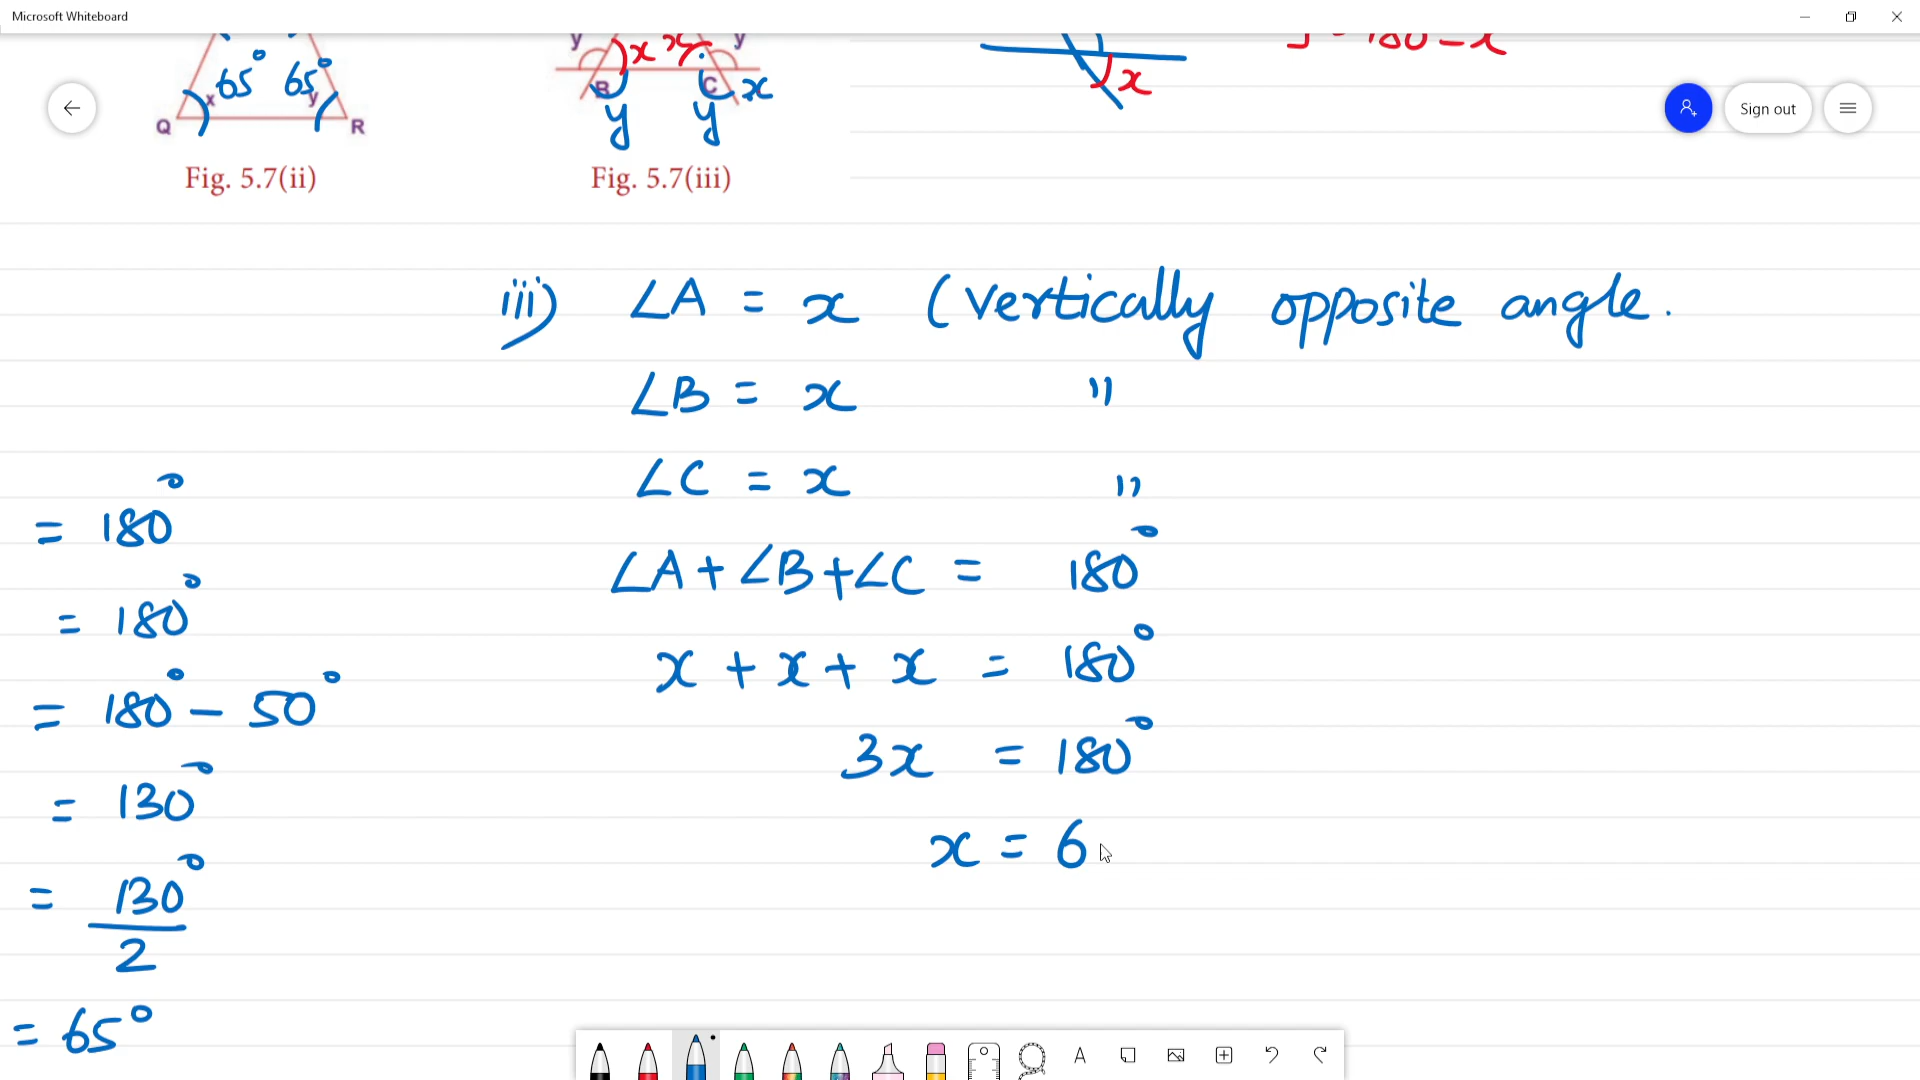 Microsoft Whiteboard
y x x y
B C x
65° 65°
x y
y y
Q R
x
Sign out
Fig. 5.7(ii) Fig. 5.7(iii)
iii) ∠A = x (vertically opposite angle.
∠B = x "
∠C = x "
∠A + ∠B + ∠C = 180°
x + x + x = 180°
3x = 180°
x = 6
= 180°
= 180°
= 180° - 50°
= 130°
= 130°
2
= 65°
A